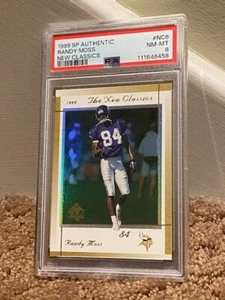 1999 SP AUTHENTIC #NC6
RANDY MOSS NM-MT
NEW CLASSICS 8
PSA 111646458
1999
The New Classics
84
84
Randy Moss